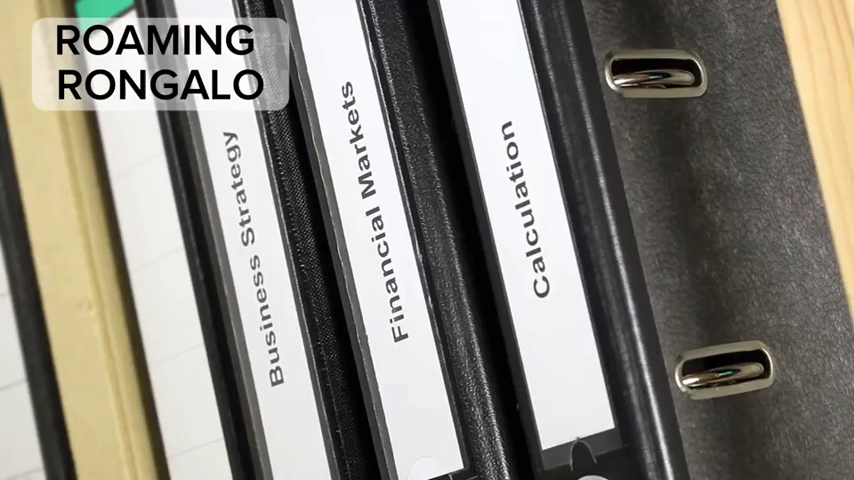 ROAMING
RONGALO
Business Strategy
Financial Markets
Calculation